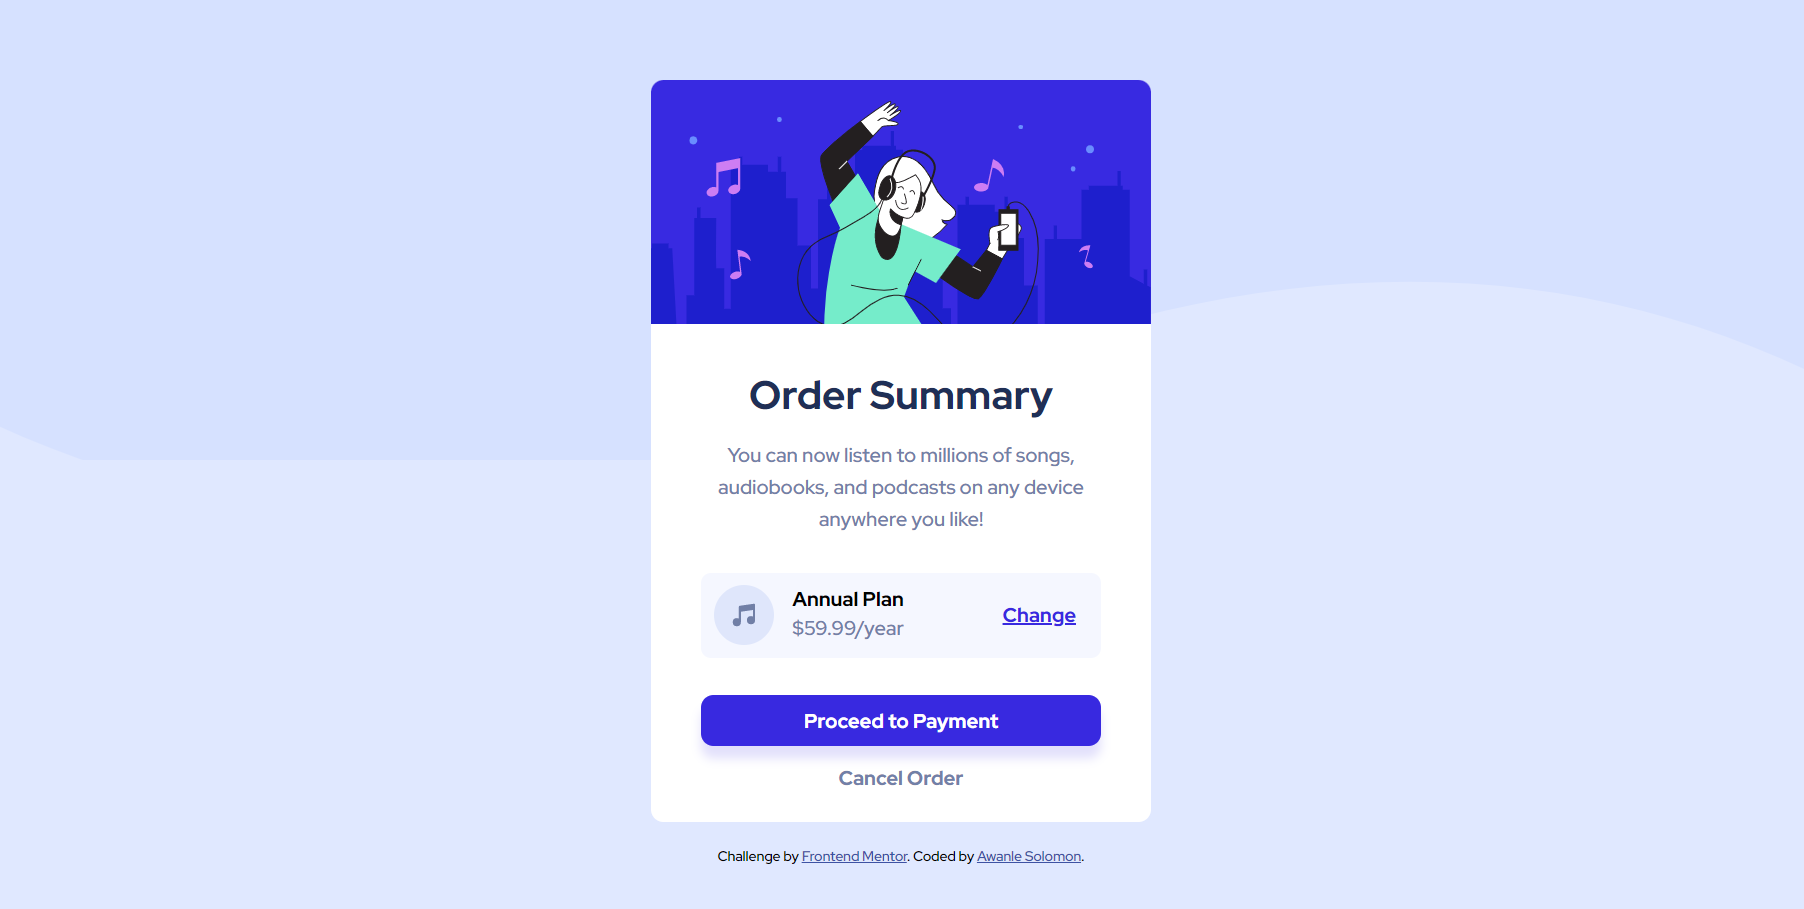 Order Summary
You can now listen to millions of songs,
audiobooks, and podcasts on any device
anywhere you like!
Annual Plan
$59.99/year
Change
Proceed to Payment
Cancel Order
Challenge by Frontend Mentor. Coded by Awanle Solomon.